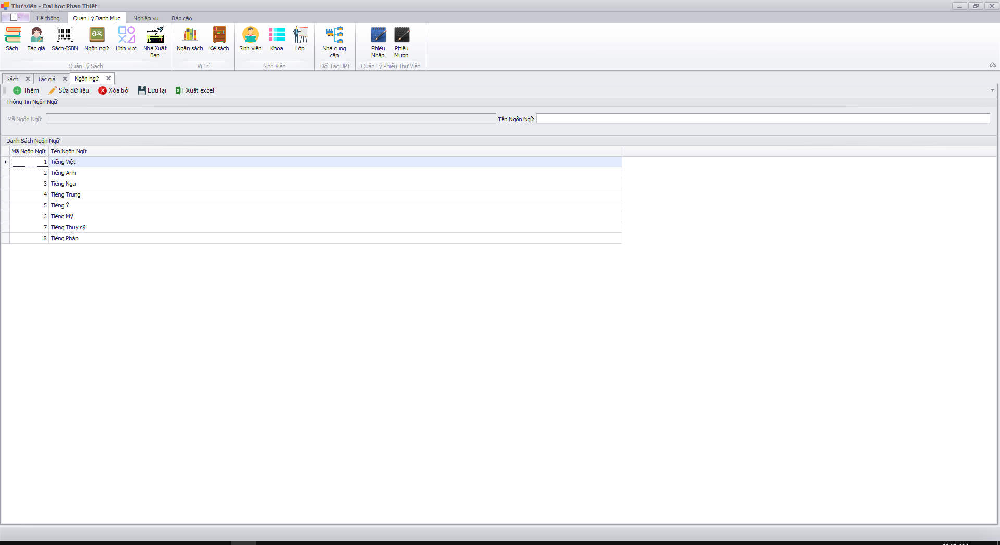 Thư viện - Đại học Phan Thiết
Hệ thống Quản Lý Danh Mục Nghiệp vụ Báo cáo
Sách Tác giả Sách-ISBN Ngôn ngữ Lĩnh vực Nhà Xuất Bản Ngăn sách Kệ sách Sinh viên Khoa Lớp Nhà cung cấp Phiếu Nhập Phiếu Mượn
Quản Lý Sách Vị Trí Sinh Viên Đối Tác UPT Quản Lý Phiếu Thư Viện
Sách Tác giả Ngôn ngữ
Thêm Sửa dữ liệu Xóa bỏ Lưu lại Xuất excel
Thông Tin Ngôn Ngữ
Mã Ngôn Ngữ Tên Ngôn Ngữ
Danh Sách Ngôn Ngữ
Mã Ngôn Ngữ Tên Ngôn Ngữ
1 Tiếng Việt
2 Tiếng Anh
3 Tiếng Nga
4 Tiếng Trung
5 Tiếng Ý
6 Tiếng Mỹ
7 Tiếng Thụy sỹ
8 Tiếng Pháp